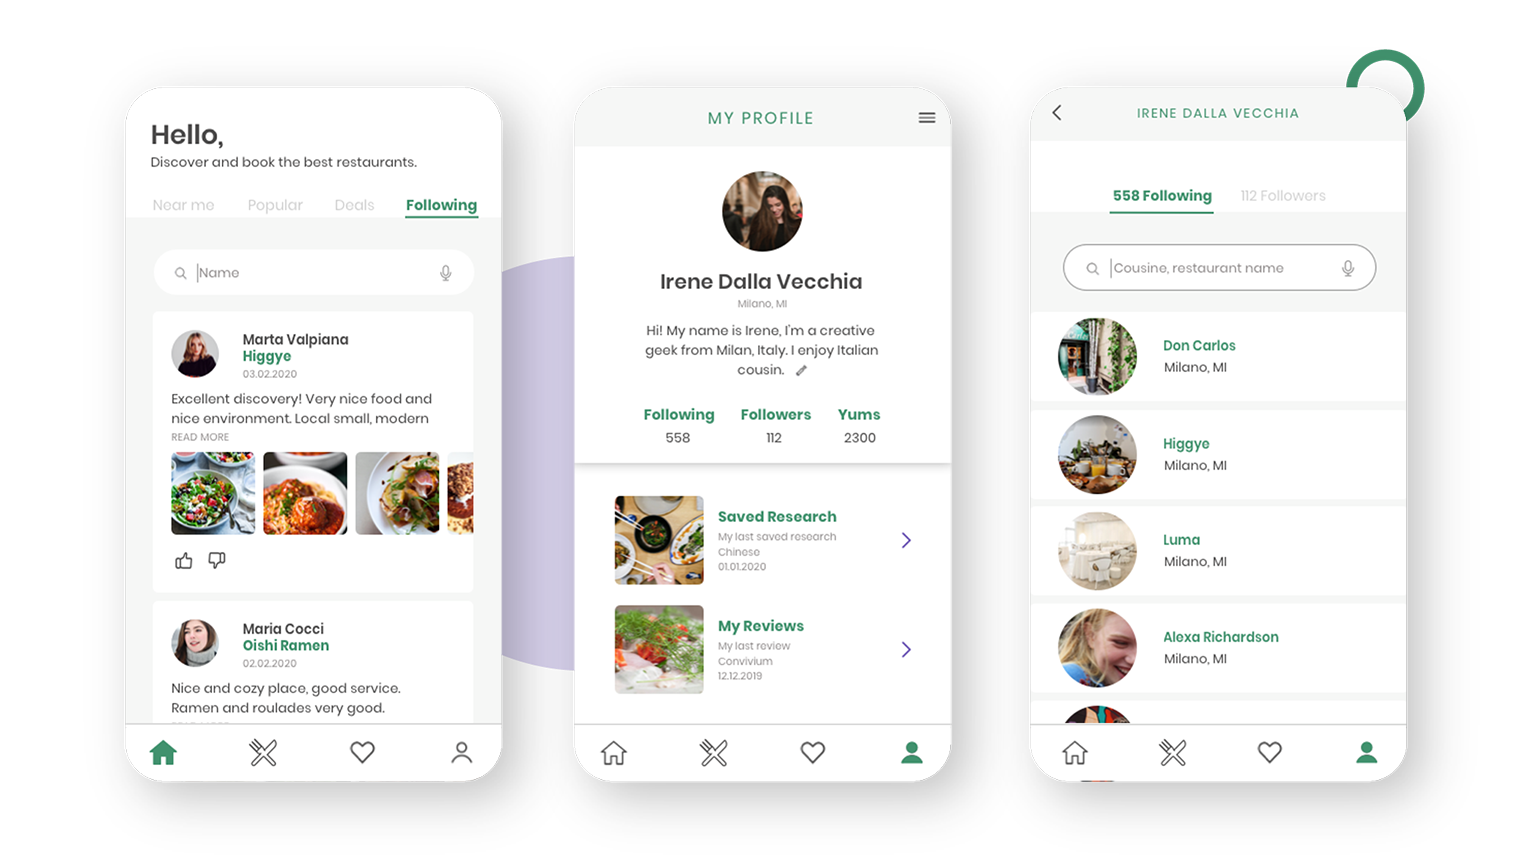 Hello,
Discover and book the best restaurants.
Near me Popular Deals Following
Name
Marta Valpiana
Higgye
03.02.2020
Excellent discovery! Very nice food and
nice environment. Local small, modern
READ MORE
Maria Cocci
Oishi Ramen
02.02.2020
Nice and cozy place, good service.
Ramen and roulades very good.
MY PROFILE
Irene Dalla Vecchia
Milano, MI
Hi! My name is Irene, I'm a creative
geek from Milan, Italy. I enjoy Italian
cousin.
Following Followers Yums
558 112 2300
Saved Research
My last saved research
Chinese
01.01.2020
My Reviews
My last review
Convivium
12.12.2019
IRENE DALLA VECCHIA
558 Following 112 Followers
Cousine, restaurant name
Don Carlos
Milano, MI
Higgye
Milano, MI
Luma
Milano, MI
Alexa Richardson
Milano, MI